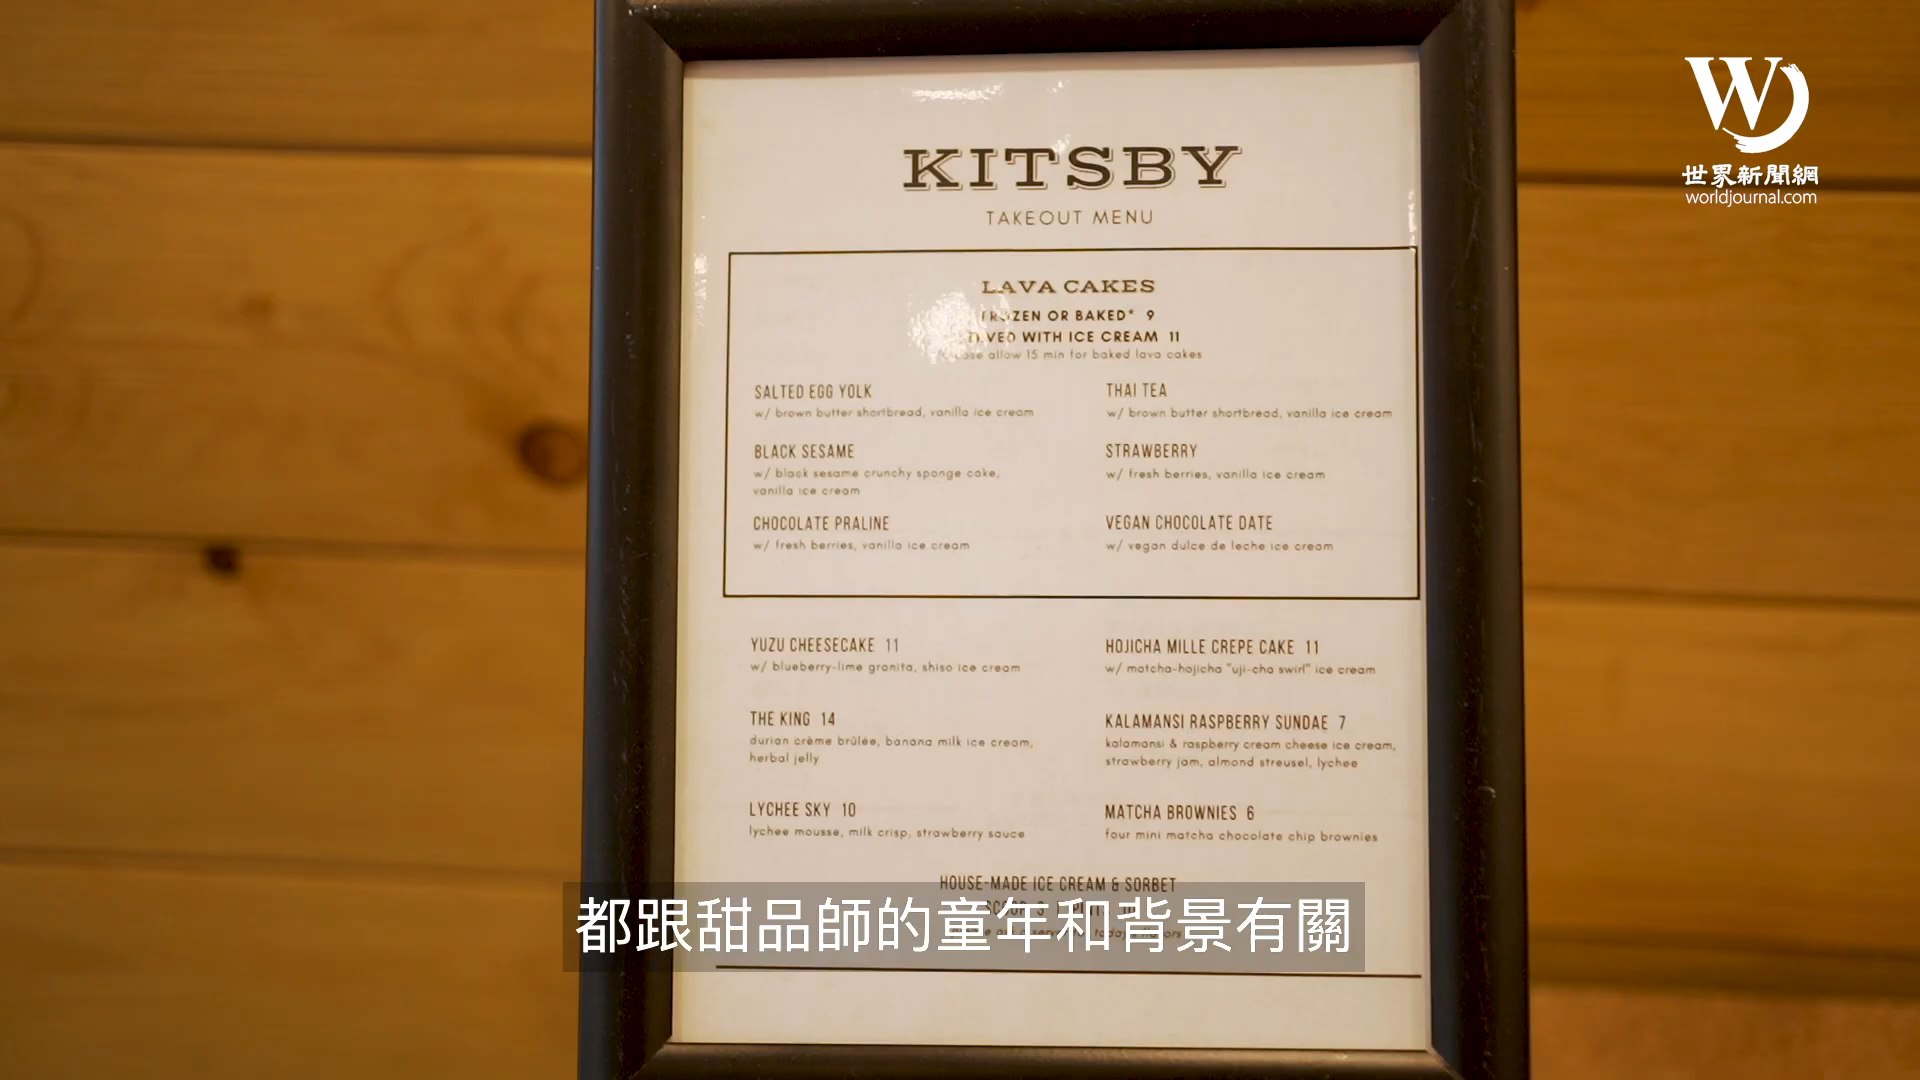 W
世界新聞網
worldjournal.com
KITSBY
TAKEOUT MENU
LAVA CAKES
FROZEN OR BAKED* 9
WITH ICE CREAM 11
allow 15 min for baked lava cakes
SALTED EGG YOLK
w/ brown butter shortbread, vanilla ice cream
BLACK SESAME
w/ black sesame crunchy sponge cake,
vanilla ice cream
CHOCOLATE PRALINE
w/ fresh berries, vanilla ice cream
THAI TEA
w/ brown butter shortbread, vanilla ice cream
STRAWBERRY
w/ fresh berries, vanilla ice cream
VEGAN CHOCOLATE DATE
w/ vegan dulce de leche ice cream
YUZU CHEESECAKE 11
w/ blueberry-lime granita, shiso ice cream
THE KING 14
durian crème brûlée, banana milk ice cream,
herbal jelly
LYCHEE SKY 10
lychee mousse, milk crisp, strawberry sauce
HOJICHA MILLE CREPE CAKE 11
w/ matcha-hojicha "uji-cha swirl" ice cream
KALAMANSI RASPBERRY SUNDAE 7
kalamansi & raspberry cream cheese ice cream,
strawberry jam, almond streusel, lychee
MATCHA BROWNIES 6
four mini matcha chocolate chip brownies
HOUSE-MADE ICE CREAM & SORBET
都跟甜品師的童年和背景有關